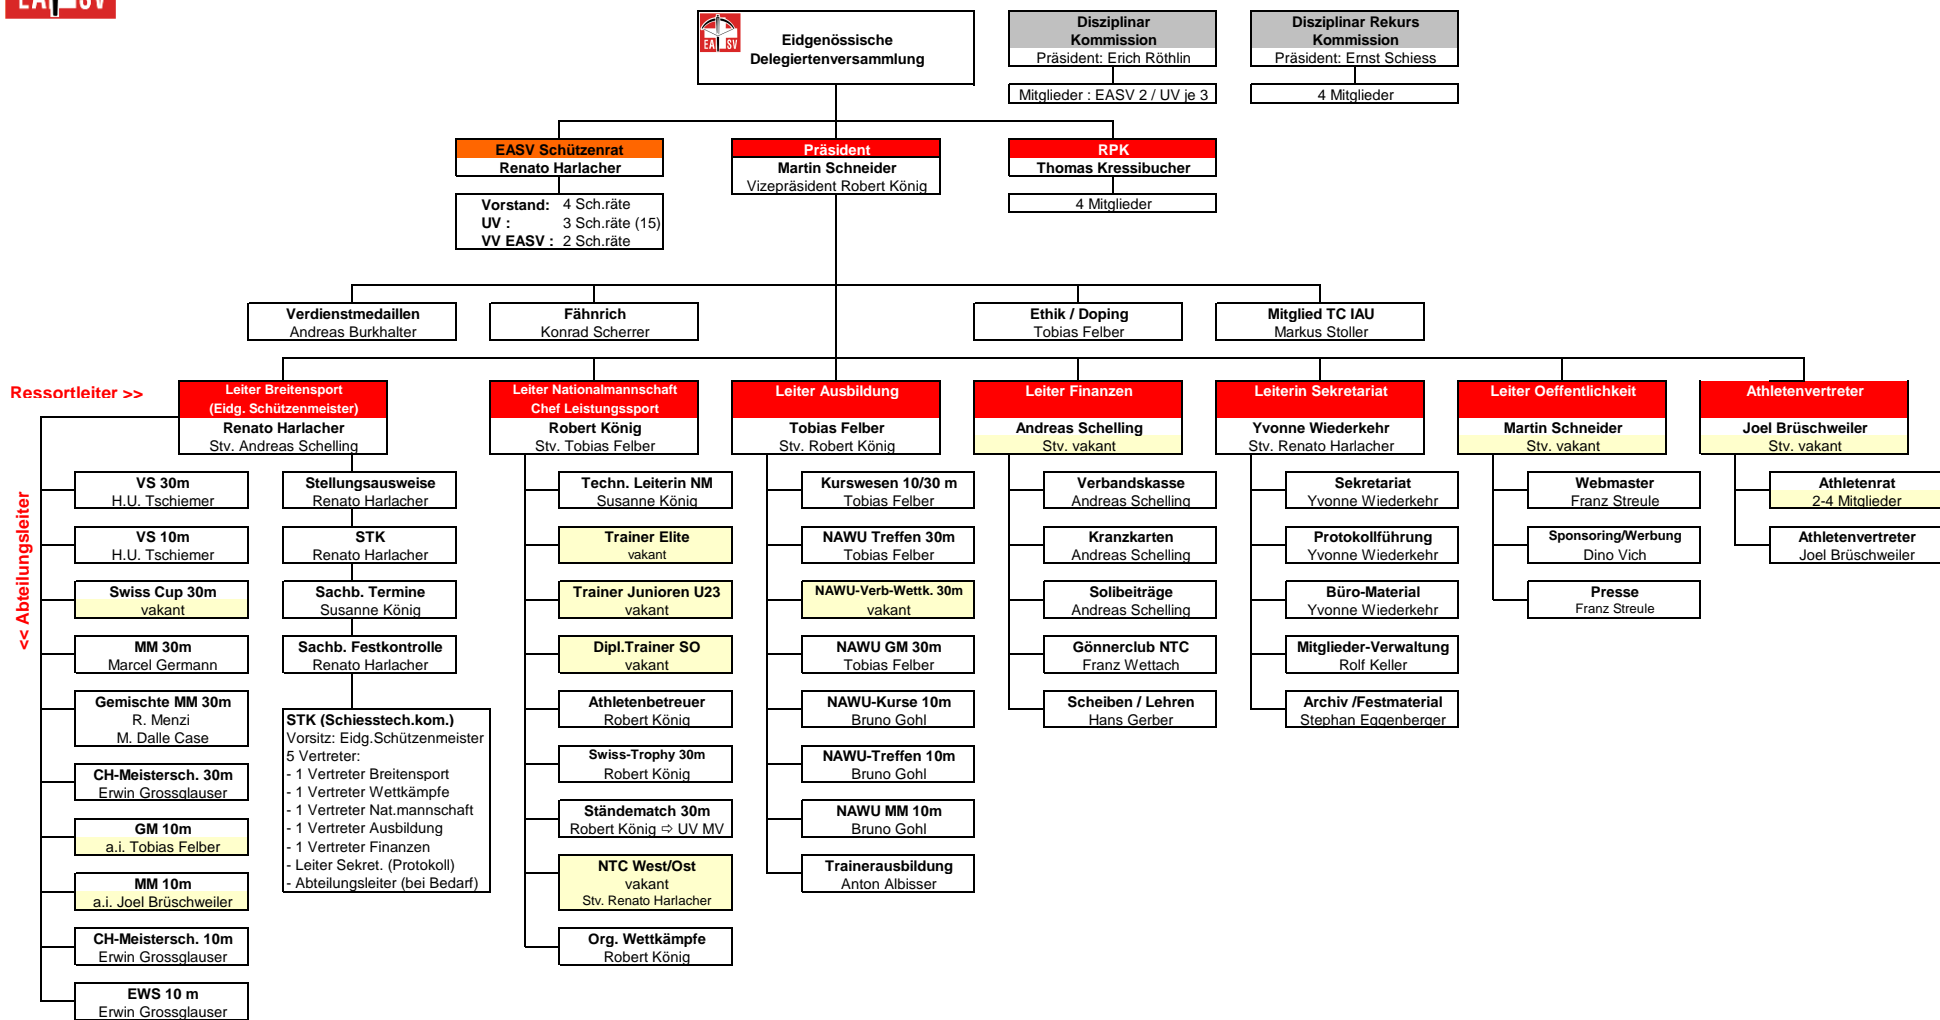 EASV
EASV
Eidgenössische
Delegiertenversammlung
Disziplinar
Kommission
Präsident: Erich Röthlin
Mitglieder : EASV 2 / UV je 3
Disziplinar Rekurs
Kommission
Präsident: Ernst Schiess
4 Mitglieder
EASV Schützenrat
Renato Harlacher
Vorstand: 4 Sch.räte
UV : 3 Sch.räte (15)
VV EASV : 2 Sch.räte
Präsident
Martin Schneider
Vizepräsident Robert König
RPK
Thomas Kressibucher
4 Mitglieder
Verdienstmedaillen
Andreas Burkhalter
Fähnrich
Konrad Scherrer
Ethik / Doping
Tobias Felber
Mitglied TC IAU
Markus Stoller
Ressortleiter >>
<< Abteilungsleiter
Leiter Breitensport
(Eidg. Schützenmeister)
Renato Harlacher
Stv. Andreas Schelling
VS 30m
H.U. Tschiemer
VS 10m
H.U. Tschiemer
Swiss Cup 30m
vakant
MM 30m
Marcel Germann
Gemischte MM 30m
R. Menzi
M. Dalle Case
CH-Meistersch. 30m
Erwin Grossglauser
GM 10m
a.i. Tobias Felber
MM 10m
a.i. Joel Brüschweiler
CH-Meistersch. 10m
Erwin Grossglauser
EWS 10 m
Erwin Grossglauser
Stellungsausweise
Renato Harlacher
STK
Renato Harlacher
Sachb. Termine
Susanne König
Sachb. Festkontrolle
Renato Harlacher
STK (Schiesstech.kom.)
Vorsitz: Eidg.Schützenmeister
5 Vertreter:
- 1 Vertreter Breitensport
- 1 Vertreter Wettkämpfe
- 1 Vertreter Nat.mannschaft
- 1 Vertreter Ausbildung
- 1 Vertreter Finanzen
- Leiter Sekret. (Protokoll)
- Abteilungsleiter (bei Bedarf)
Leiter Nationalmannschaft
Chef Leistungssport
Robert König
Stv. Tobias Felber
Techn. Leiterin NM
Susanne König
Trainer Elite
vakant
Trainer Junioren U23
vakant
Dipl.Trainer SO
vakant
Athletenbetreuer
Robert König
Swiss-Trophy 30m
Robert König
Ständematch 30m
Robert König ⇨ UV MV
NTC West/Ost
vakant
Stv. Renato Harlacher
Org. Wettkämpfe
Robert König
Leiter Ausbildung
Tobias Felber
Stv. Robert König
Kurswesen 10/30 m
Tobias Felber
NAWU Treffen 30m
Tobias Felber
NAWU-Verb-Wettk. 30m
vakant
NAWU GM 30m
Tobias Felber
NAWU-Kurse 10m
Bruno Gohl
NAWU-Treffen 10m
Bruno Gohl
NAWU MM 10m
Bruno Gohl
Trainerausbildung
Anton Albisser
Leiter Finanzen
Andreas Schelling
Stv. vakant
Verbandskasse
Andreas Schelling
Kranzkarten
Andreas Schelling
Solibeiträge
Andreas Schelling
Gönnerclub NTC
Franz Wettach
Scheiben / Lehren
Hans Gerber
Leiterin Sekretariat
Yvonne Wiederkehr
Stv. Renato Harlacher
Sekretariat
Yvonne Wiederkehr
Protokollführung
Yvonne Wiederkehr
Büro-Material
Yvonne Wiederkehr
Mitglieder-Verwaltung
Rolf Keller
Archiv /Festmaterial
Stephan Eggenberger
Leiter Oeffentlichkeit
Martin Schneider
Stv. vakant
Webmaster
Franz Streule
Sponsoring/Werbung
Dino Vich
Presse
Franz Streule
Athletenvertreter
Joel Brüschweiler
Stv. vakant
Athletenrat
2-4 Mitglieder
Athletenvertreter
Joel Brüschweiler